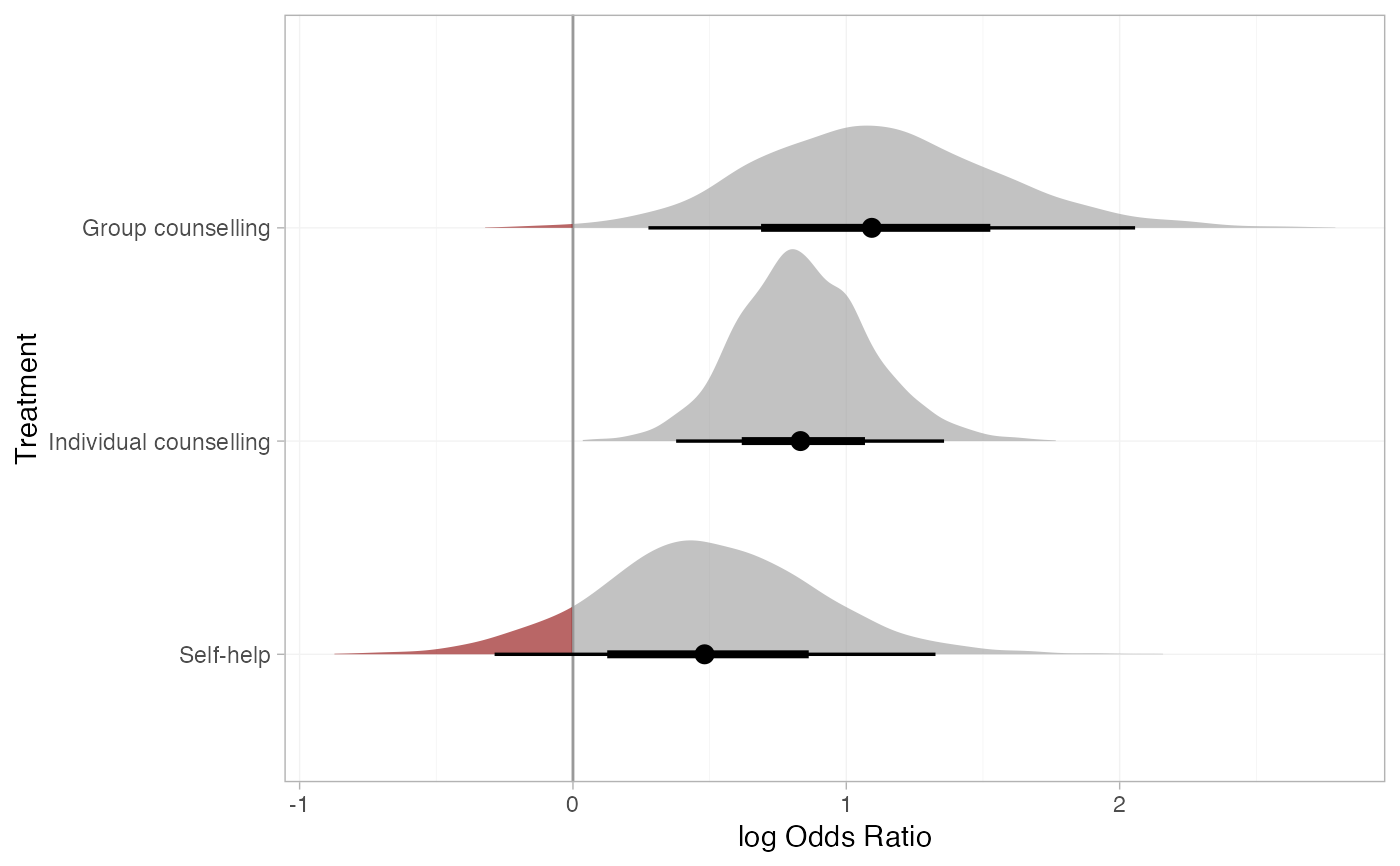 Treatment
Group counselling
Individual counselling
Self-help
-1 0 1 2
log Odds Ratio